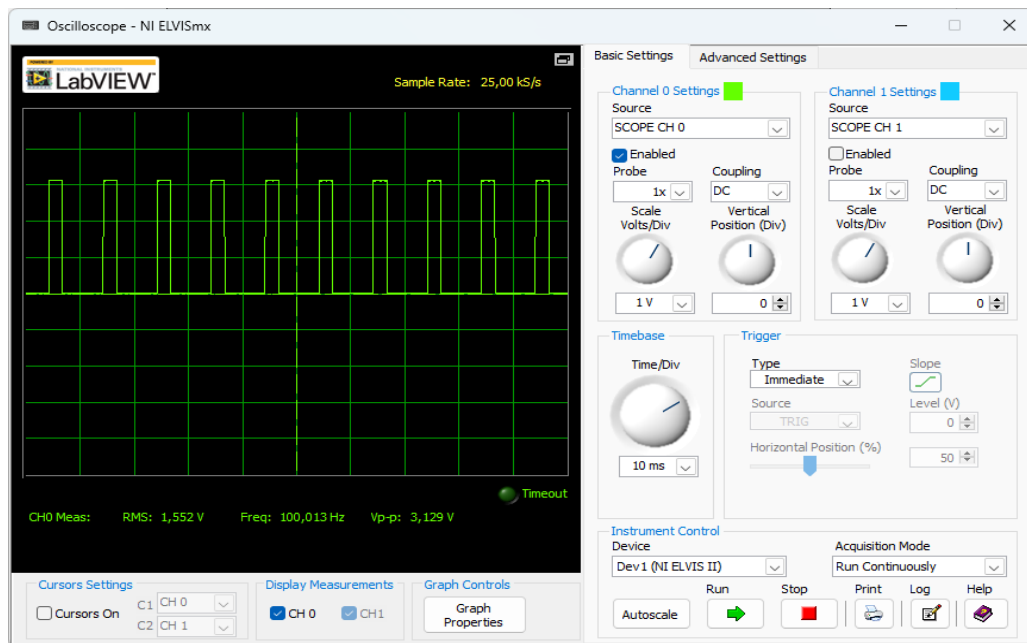 Oscilloscope - NI ELVISmx
POWERED BY
NATIONAL INSTRUMENTS
LabVIEW™
Sample Rate: 25,00 kS/s
Timeout
CH0 Meas: RMS: 1,552 V Freq: 100,013 Hz Vp-p: 3,129 V
Cursors Settings
Cursors On
C1 CH 0
C2 CH 1
Display Measurements
CH 0 CH1
Graph Controls
Graph
Properties
Basic Settings Advanced Settings
Channel 0 Settings
Source
SCOPE CH 0
Enabled
Probe Coupling
1x DC
Scale Vertical
Volts/Div Position (Div)
1 V 0
Channel 1 Settings
Source
SCOPE CH 1
Enabled
Probe Coupling
1x DC
Scale Vertical
Volts/Div Position (Div)
1 V 0
Timebase
Time/Div
10 ms
Trigger
Type Slope
Immediate
Source Level (V)
TRIG 0
Horizontal Position (%)
50
Instrument Control
Device Acquisition Mode
Dev1 (NI ELVIS II) Run Continuously
Run Stop Print Log Help
Autoscale